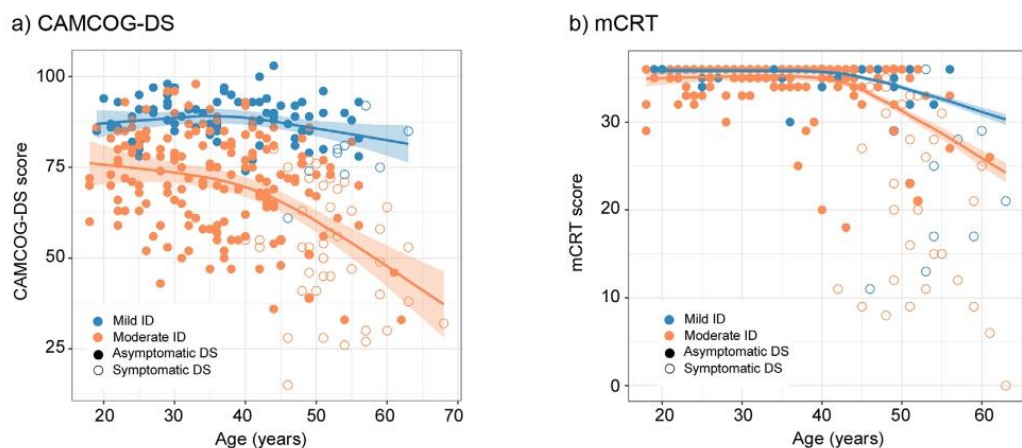 a) CAMCOG-DS
CAMCOG-DS score
100
75
50
25
Mild ID
Moderate ID
Asymptomatic DS
Symptomatic DS
20 30 40 50 60 70
Age (years)
b) mCRT
mCRT score
30
20
10
0
Mild ID
Moderate ID
Asymptomatic DS
Symptomatic DS
20 30 40 50 60
Age (years)